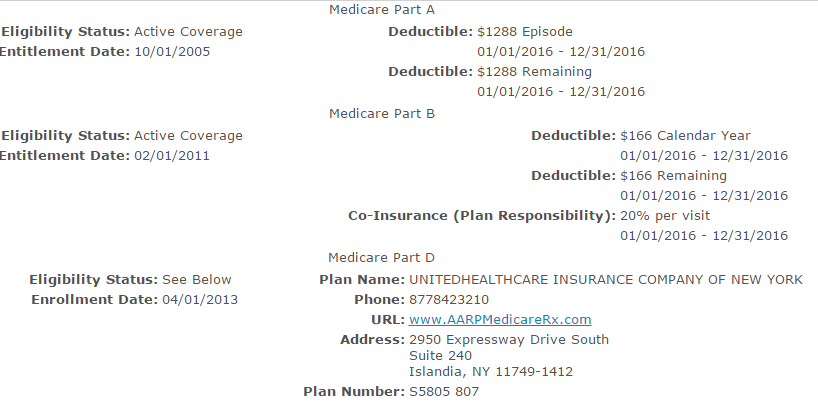 Medicare Part A
Eligibility Status: Active Coverage Deductible: $1288 Episode
Entitlement Date: 10/01/2005 01/01/2016 - 12/31/2016
Deductible: $1288 Remaining
01/01/2016 - 12/31/2016
Medicare Part B
Eligibility Status: Active Coverage Deductible: $166 Calendar Year
Entitlement Date: 02/01/2011 01/01/2016 - 12/31/2016
Deductible: $166 Remaining
01/01/2016 - 12/31/2016
Co-Insurance (Plan Responsibility): 20% per visit
01/01/2016 - 12/31/2016
Medicare Part D
Eligibility Status: See Below Plan Name: UNITEDHEALTHCARE INSURANCE COMPANY OF NEW YORK
Enrollment Date: 04/01/2013 Phone: 8778423210
URL: www.AARPMedicareRx.com
Address: 2950 Expressway Drive South
Suite 240
Islandia, NY 11749-1412
Plan Number: S5805 807